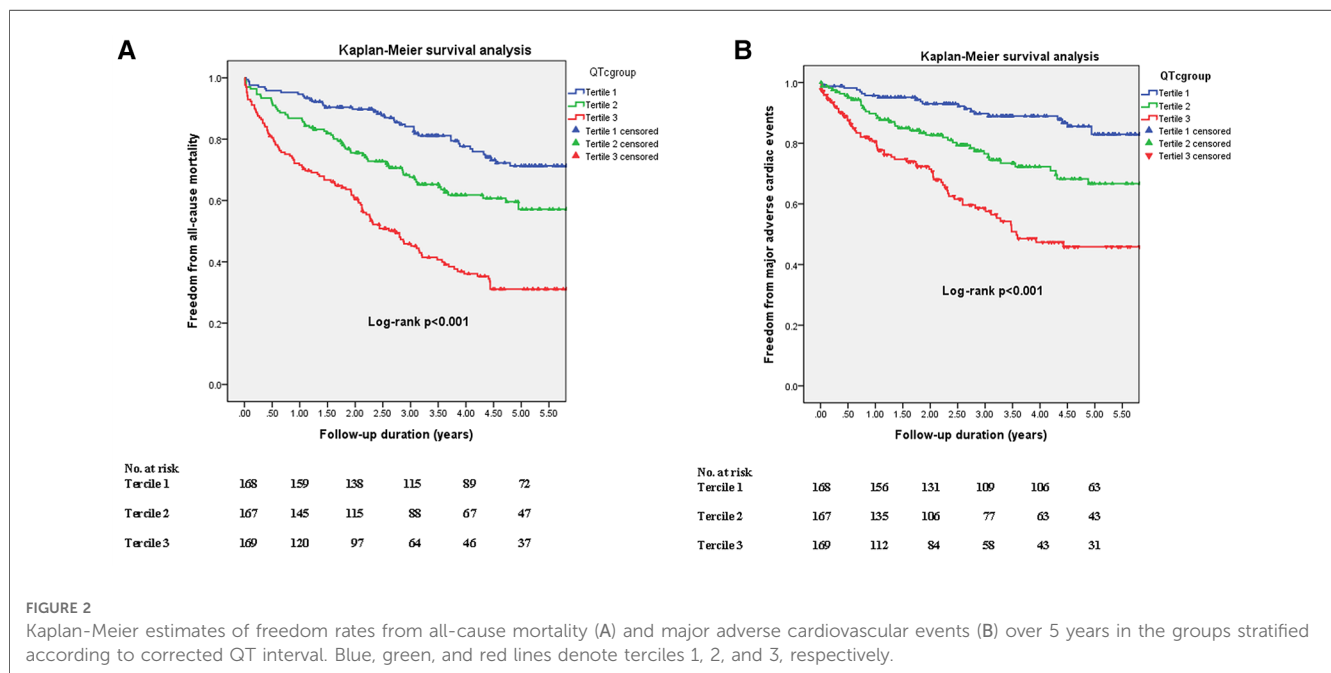 A
Kaplan-Meier survival analysis
Freedom from all-cause mortality
1.0
0.8
0.6
0.4
0.2
0.0
QTcgroup
Tertile 1
Tertile 2
Tertile 3
Tertile 1 censored
Tertile 2 censored
Tertile 3 censored
Log-rank p<0.001
.00 .50 1.00 1.50 2.00 2.50 3.00 3.50 4.00 4.50 5.00 5.50
Follow-up duration (years)
No. at risk
Tercile 1 168 159 138 115 89 72
Tercile 2 167 145 115 88 67 47
Tercile 3 169 120 97 64 46 37
B
Kaplan-Meier survival analysis
Freedom from major adverse cardiac events
1.0
0.8
0.6
0.4
0.2
0.0
QTcgroup
Tertile 1
Tertile 2
Tertile 3
Tertile 1 censored
Tertile 2 censored
Tertiel 3 censored
Log-rank p<0.001
.00 .50 1.00 1.50 2.00 2.50 3.00 3.50 4.00 4.50 5.00 5.50
Follow-up duration (years)
No. at risk
Tercile 1 168 156 131 109 106 63
Tercile 2 167 135 106 77 63 43
Tercile 3 169 112 84 58 43 31
FIGURE 2
Kaplan-Meier estimates of freedom rates from all-cause mortality (A) and major adverse cardiovascular events (B) over 5 years in the groups stratified
according to corrected QT interval. Blue, green, and red lines denote terciles 1, 2, and 3, respectively.